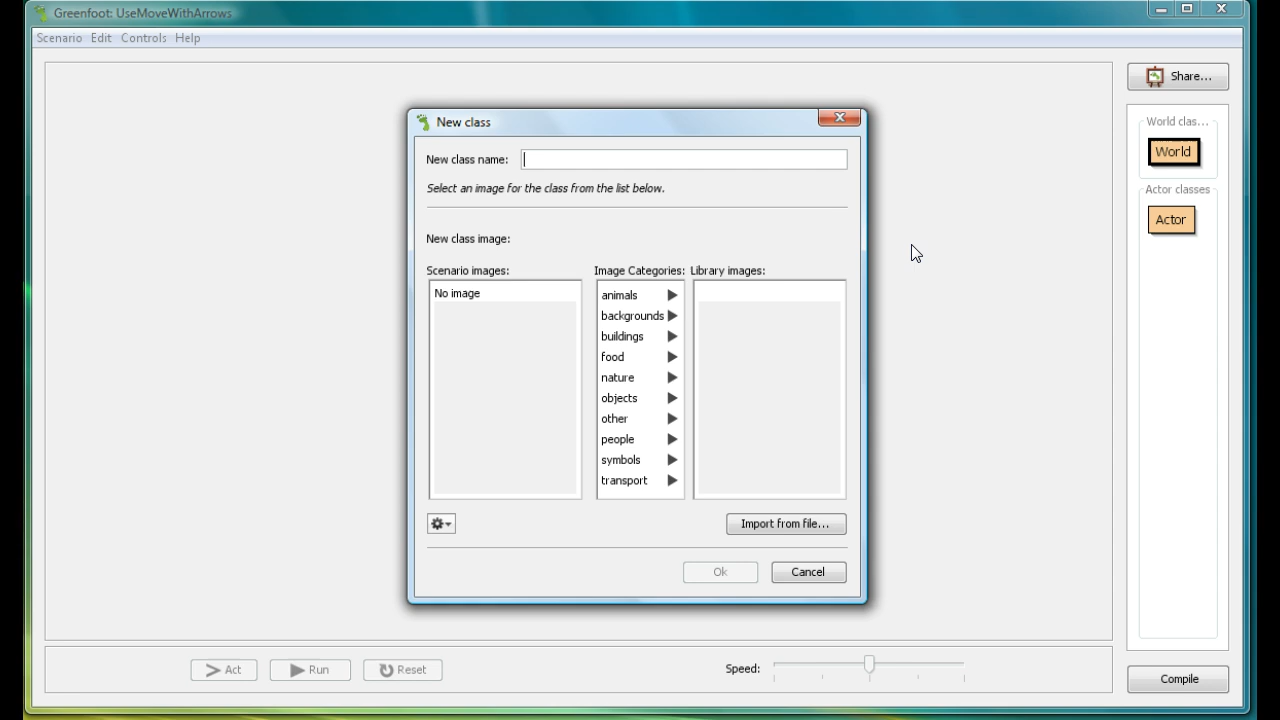 Greenfoot: UseMoveWithArrows
Scenario Edit Controls Help
Share...
New class
New class name:
Select an image for the class from the list below.
New class image:
Scenario images:
No image
Image Categories:
animals
backgrounds
buildings
food
nature
objects
other
people
symbols
transport
Library images:
Import from file...
Ok Cancel
World clas...
World
Actor classes
Actor
> Act Run Reset
Speed:
Compile